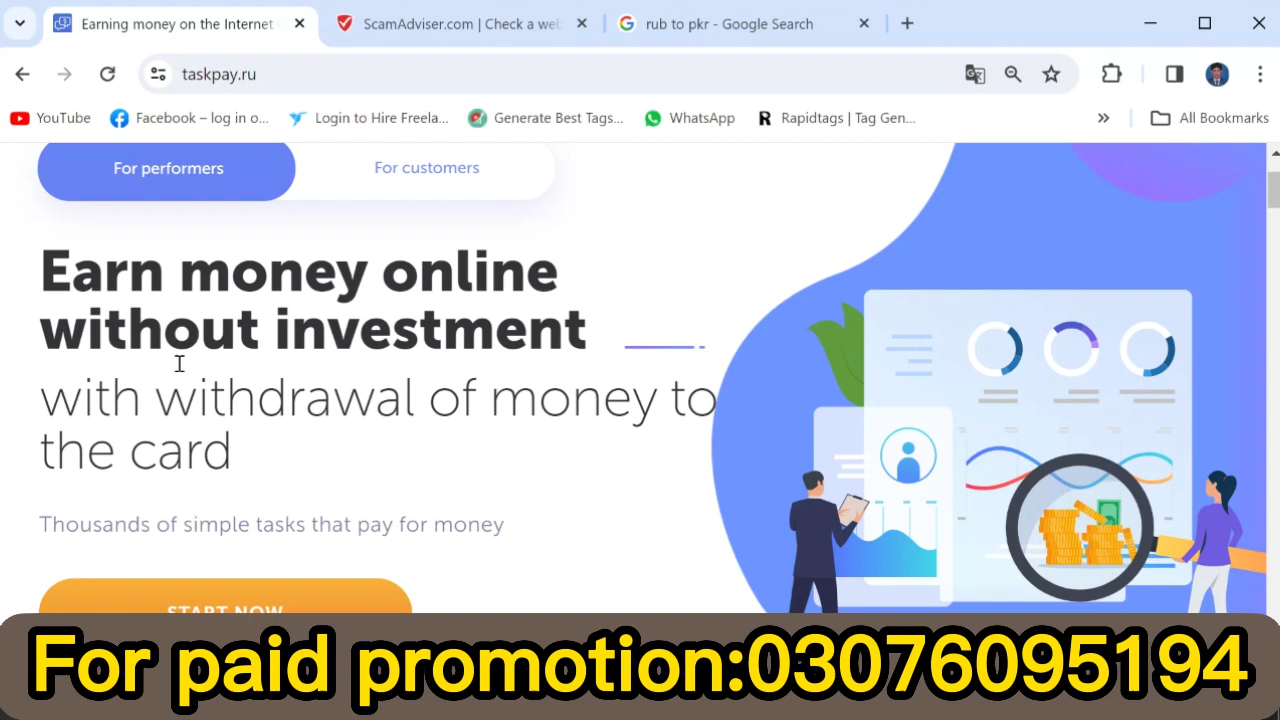 Earning money on the Internet
ScamAdviser.com | Check a we
rub to pkr - Google Search
taskpay.ru
YouTube
Facebook – log in o...
Login to Hire Freela...
Generate Best Tags...
WhatsApp
Rapidtags | Tag Gen...
»
All Bookmarks
For performers
For customers
Earn money online
without investment
with withdrawal of money to
the card
Thousands of simple tasks that pay for money
START NOW
For paid promotion:03076095194